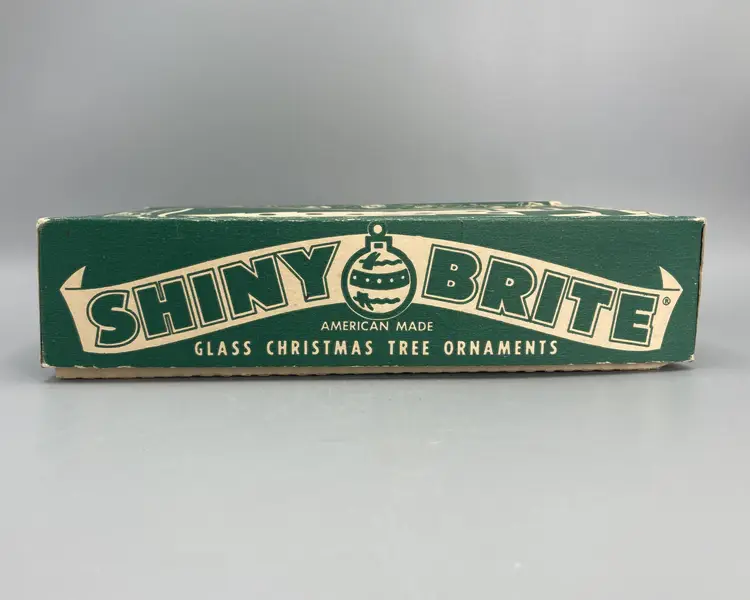 SHINY BRITE®
AMERICAN MADE
GLASS CHRISTMAS TREE ORNAMENTS